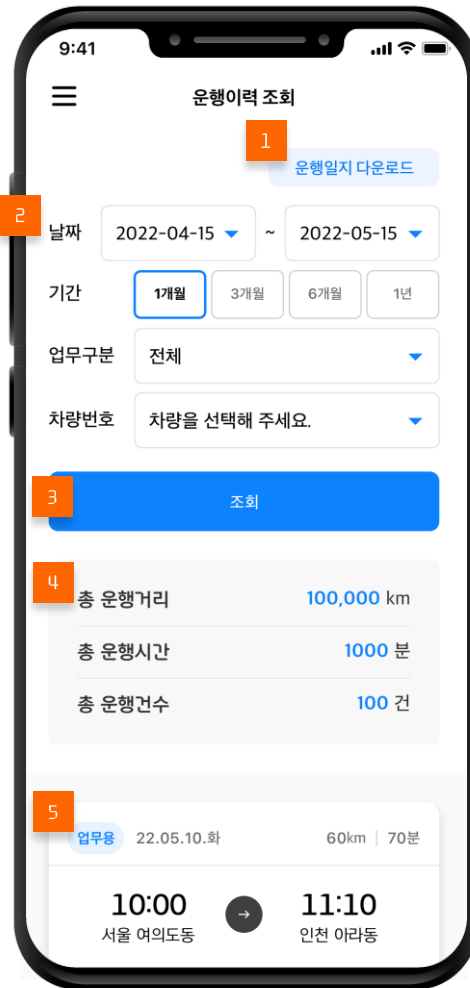 9:41
운행이력 조회
1
운행일지 다운로드
2
날짜 2022-04-15 ~ 2022-05-15
기간 1개월 3개월 6개월 1년
업무구분 전체
차량번호 차량을 선택해 주세요.
3
조회
4
총 운행거리 100,000 km
총 운행시간 1000 분
총 운행건수 100 건
5
업무용 22.05.10.화 60km | 70분
10:00 → 11:10
서울 여의도동 인천 아라동